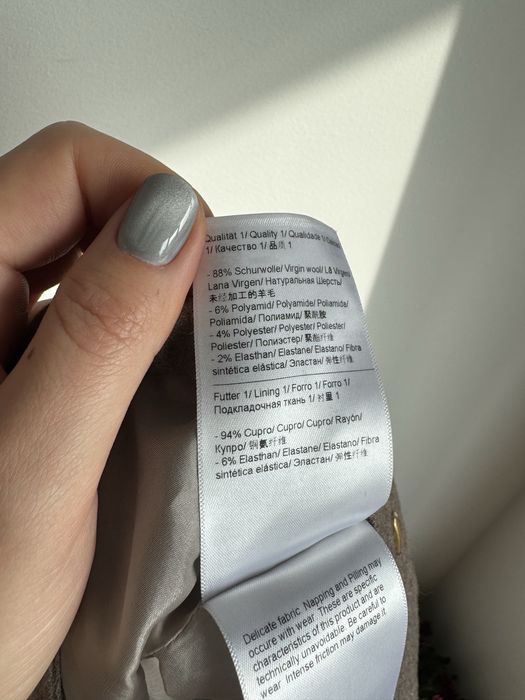 Qualität 1/ Quality 1/ Qualidade 1/
1/ Качество 1/ 品质 1
- 88% Schurwolle/ Virgin wool/ Lã Virgem/
Lana Virgen/ Натуральная Шерсть/
未经加工的羊毛
- 6% Polyamid/ Polyamide/ Poliamida/
Poliamida/ Полиамид/ 聚酰胺
- 4% Polyester/ Polyester/ Poliester/
Poliester/ Полиэстер/ 聚酯纤维
- 2% Elasthan/ Elastane/ Elastano/ Fibra
sintética elástica/ Эластан/ 弹性纤维
Futter 1/ Lining 1/ Forro 1/ Forro 1/
Подкладочная ткань 1/ 衬里 1
- 94% Cupro/ Cupro/ Cupro/ Rayón/
Купро/ 铜氨纤维
- 6% Elasthan/ Elastane/ Elastano/ Fibra
sintética elástica/ Эластан/ 弹性纤维
Delicate fabric. Napping and Pilling may
occure with wear. These are specific
characteristics of this product and are
technically unavoidable. Be careful to
wear. Intense friction may damage it.